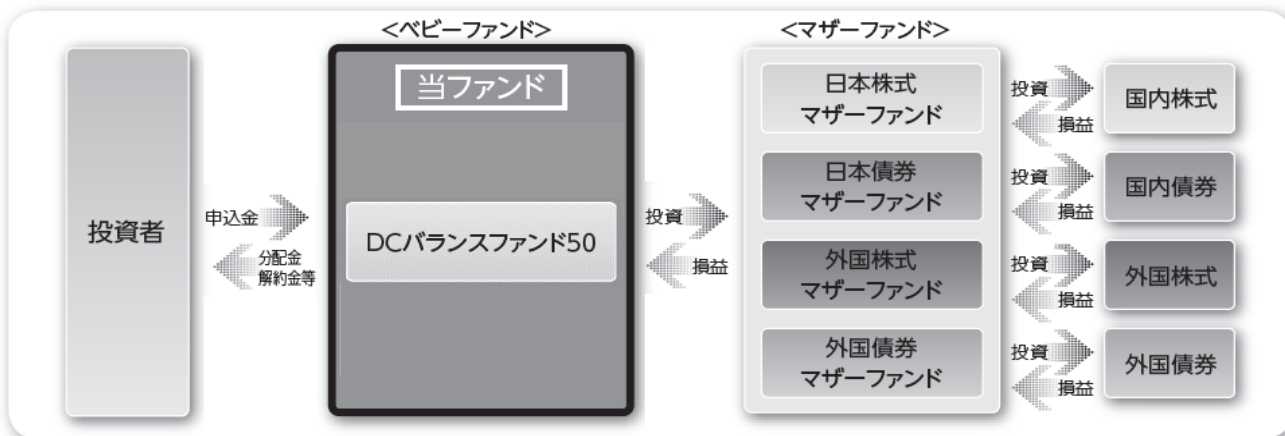 <ベビーファンド>
<マザーファンド>
当ファンド
投資者
申込金
分配金
解約金等
DCバランスファンド50
投資
損益
日本株式
マザーファンド
投資
損益
国内株式
日本債券
マザーファンド
投資
損益
国内債券
外国株式
マザーファンド
投資
損益
外国株式
外国債券
マザーファンド
投資
損益
外国債券